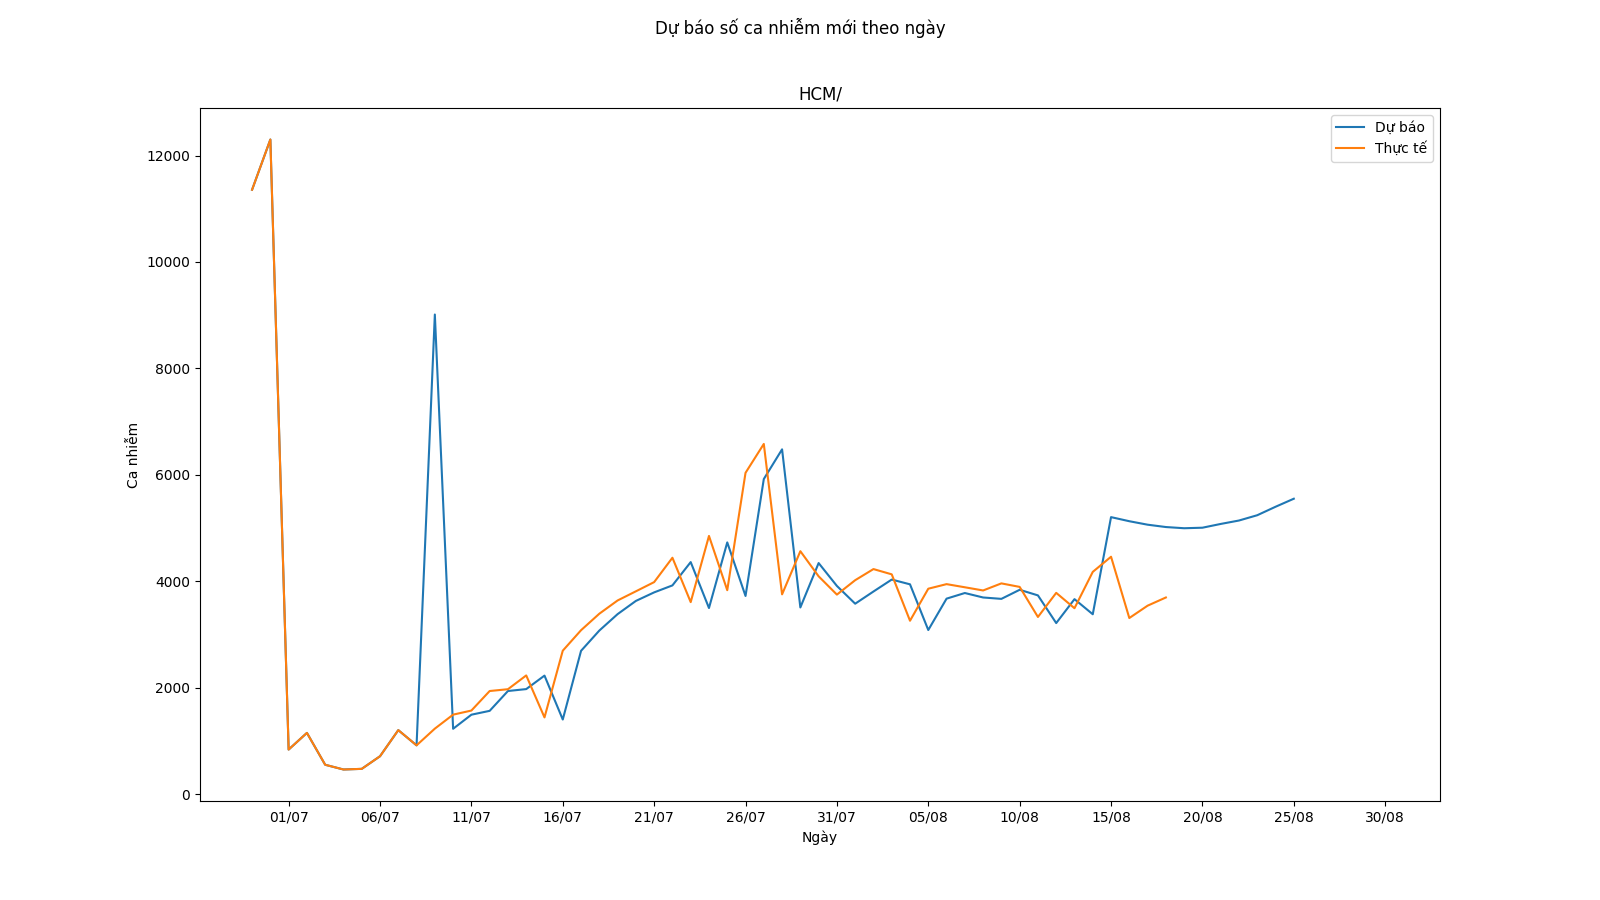 Dự báo số ca nhiễm mới theo ngày
HCM/
Dự báo
Thực tế
12000
10000
8000
6000
4000
2000
0
Ca nhiễm
01/07 06/07 11/07 16/07 21/07 26/07 31/07 05/08 10/08 15/08 20/08 25/08 30/08
Ngày